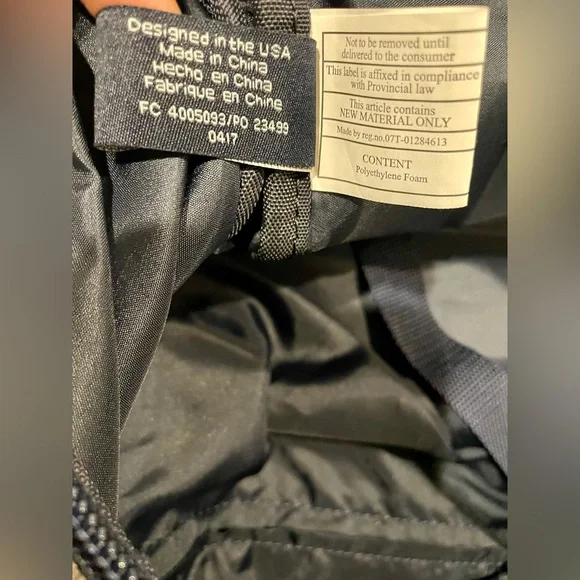 Designed in the USA
Made in China
Hecho en China
Fabrique en Chine
FC 4005093/PO 23499
0417
Not to be removed until
delivered to the consumer
This label is affixed in compliance
with Provincial law
This article contains
NEW MATERIAL ONLY
Made by reg.no.07T-01284613
CONTENT
Polyethylene Foam